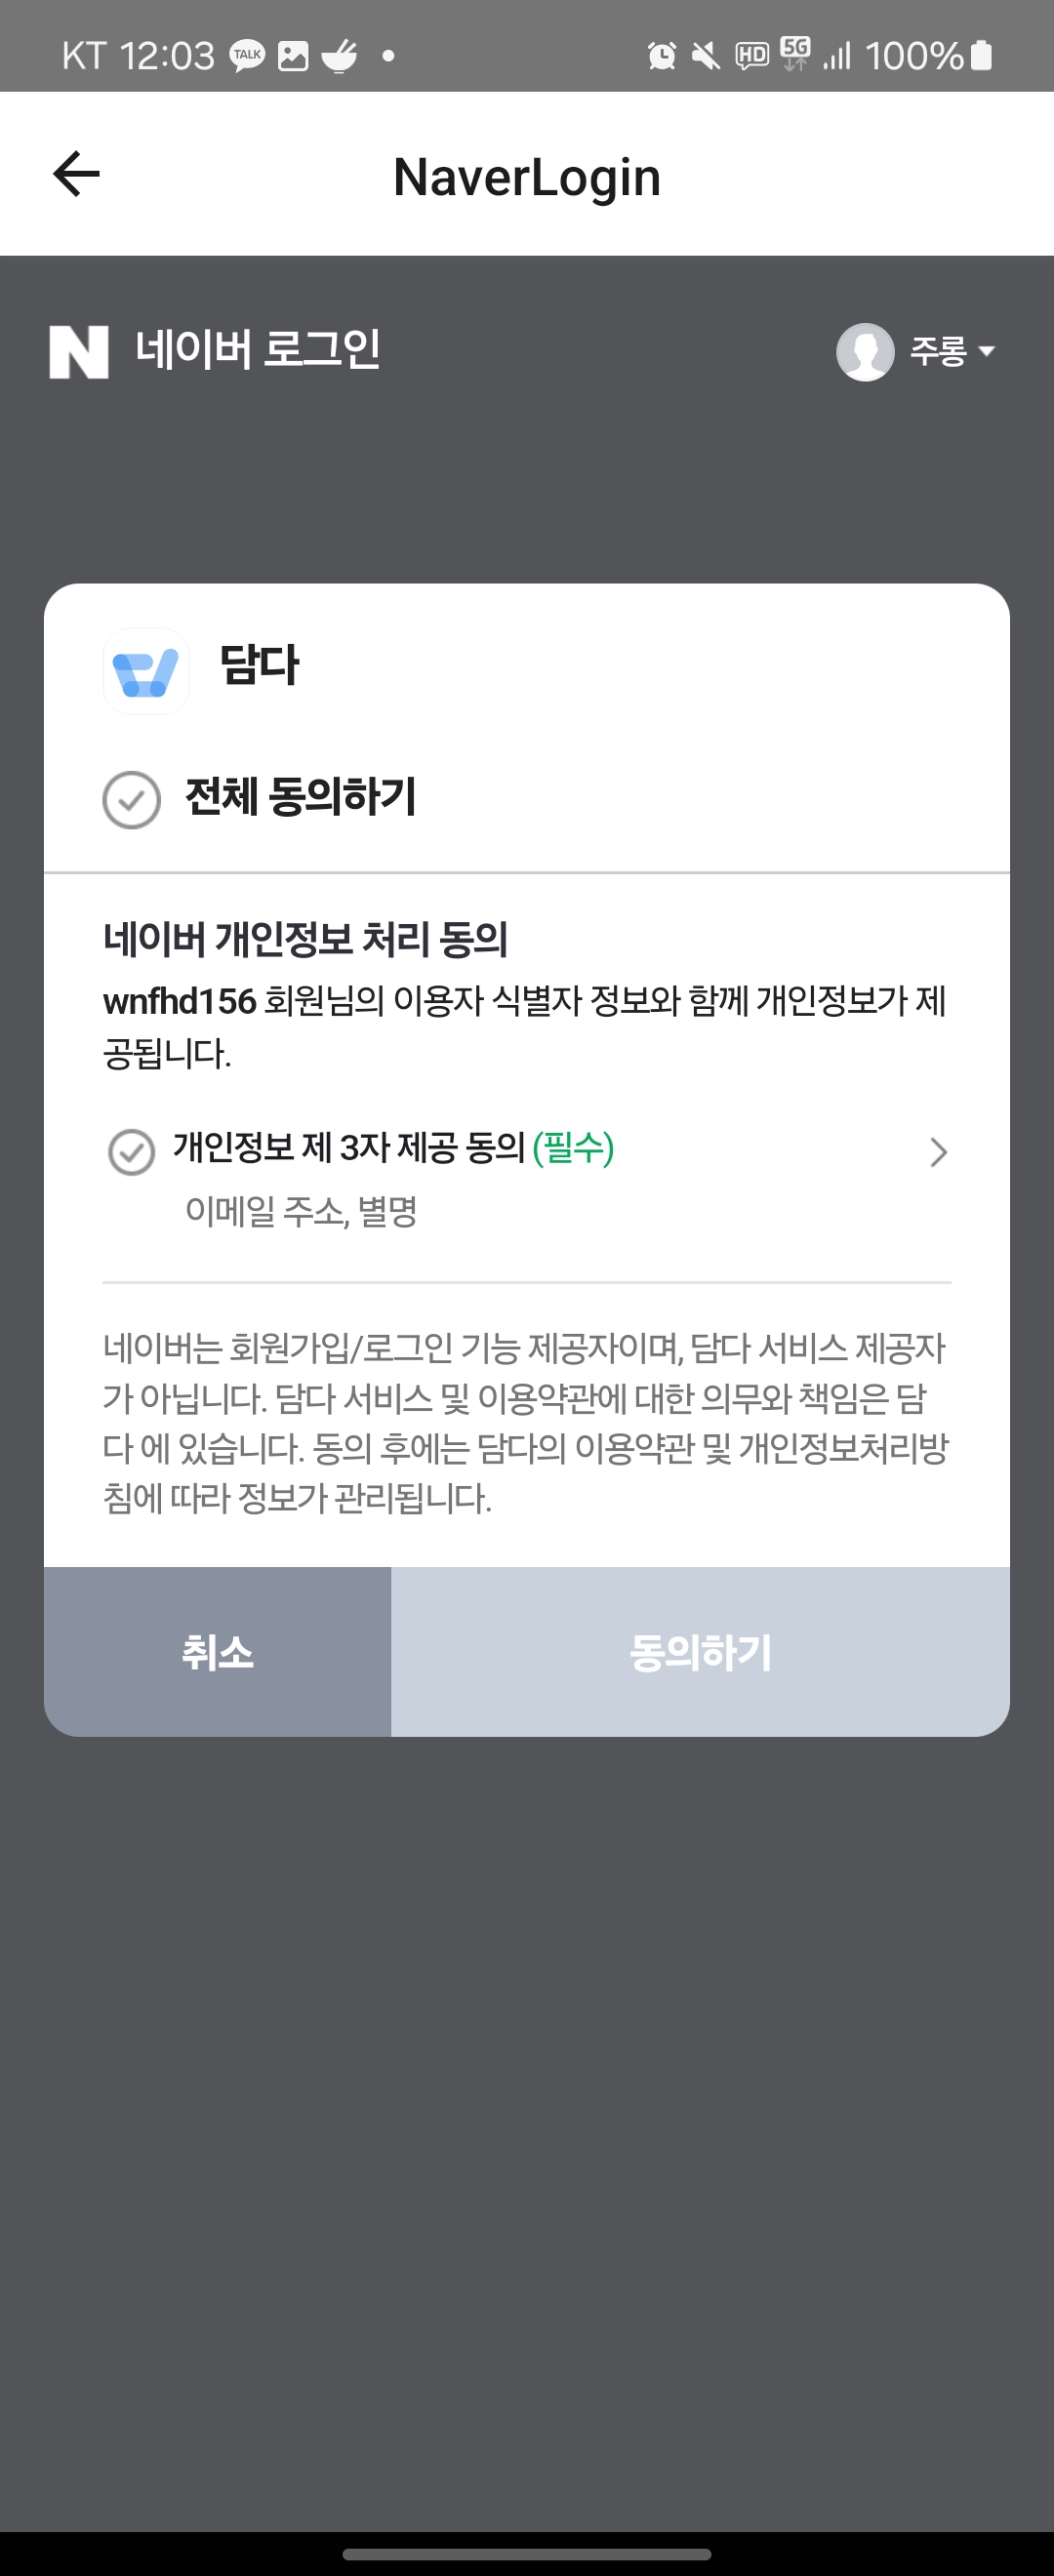 KT 12:03 TALK HD 5G 100%
NaverLogin
네이버 로그인
주롱
담다
전체 동의하기
네이버 개인정보 처리 동의
wnfhd156 회원님의 이용자 식별자 정보와 함께 개인정보가 제
공됩니다.
개인정보 제 3자 제공 동의 (필수)
이메일 주소, 별명
네이버는 회원가입/로그인 기능 제공자이며, 담다 서비스 제공자
가 아닙니다. 담다 서비스 및 이용약관에 대한 의무와 책임은 담
다 에 있습니다. 동의 후에는 담다의 이용약관 및 개인정보처리방
침에 따라 정보가 관리됩니다.
취소
동의하기